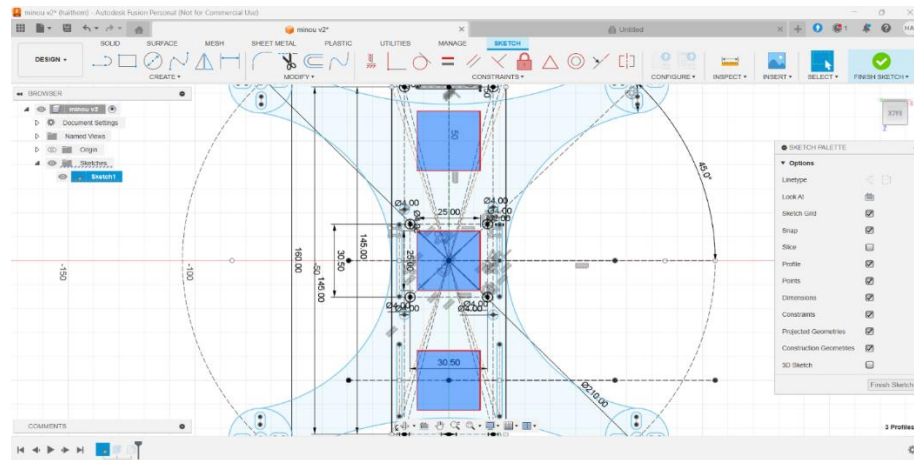 minou v2* (haithem) - Autodesk Fusion Personal (Not for Commercial Use)
minou v2*
Untitled
SOLID SURFACE MESH SHEET METAL PLASTIC UTILITIES MANAGE SKETCH
DESIGN
CREATE MODIFY CONSTRAINTS CONFIGURE INSPECT INSERT SELECT FINISH SKETCH
BROWSER
minou v2
Document Settings
Named Views
Origin
Sketches
Sketch1
SKETCH PALETTE
Options
Linetype
Look At
Sketch Grid
Snap
Slice
Profile
Points
Dimensions
Constraints
Projected Geometries
Construction Geometries
3D Sketch
Finish Sketch
50
45.0°
Ø4.00
Ø4.00
25.00
30.50
25.00
145.00
160.00
-50
145.00
-150
-100
Ø4.00
Ø4.00
30.50
Ø210.00
COMMENTS
3 Profiles